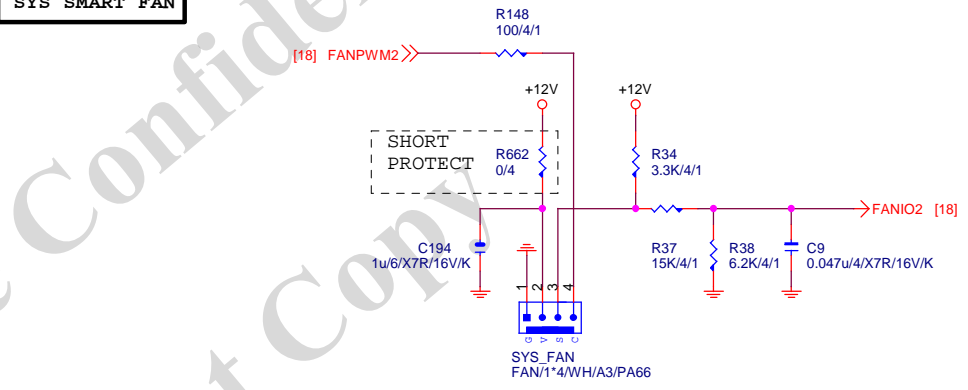 SYS SMART FAN
R148
100/4/1
[18] FANPWM2
+12V
+12V
SHORT
PROTECT
R662
0/4
R34
3.3K/4/1
FANIO2 [18]
C194
1u/6/X7R/16V/K
R37
15K/4/1
R38
6.2K/4/1
C9
0.047u/4/X7R/16V/K
1 2 3 4
G V S C
SYS_FAN
FAN/1*4/WH/A3/PA66
Copy